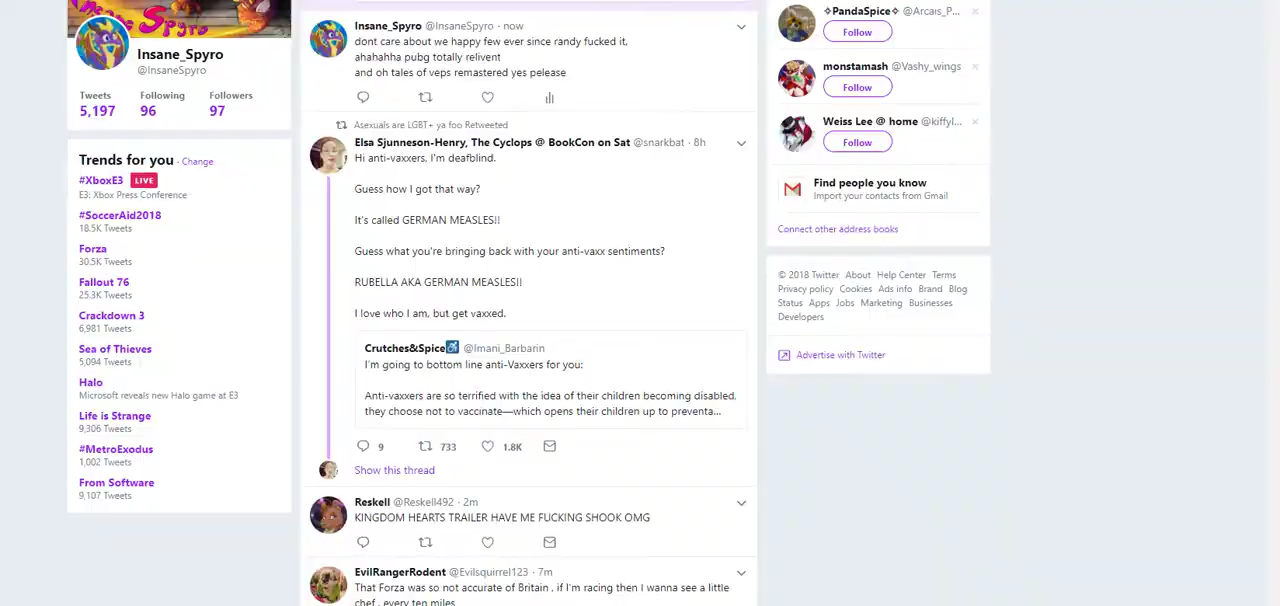 Insane Spyro
Insane_Spyro
@InsaneSpyro
Tweets Following Followers
5,197 96 97
Trends for you · Change
#XboxE3 LIVE
E3: Xbox Press Conference
#SoccerAid2018
18.5K Tweets
Forza
30.5K Tweets
Fallout 76
25.3K Tweets
Crackdown 3
6,981 Tweets
Sea of Thieves
5,094 Tweets
Halo
Microsoft reveals new Halo game at E3
Life is Strange
9,306 Tweets
#MetroExodus
1,002 Tweets
From Software
9,107 Tweets
Insane_Spyro @InsaneSpyro · now
dont care about we happy few ever since randy fucked it,
ahahahha pubg totally relivent
and oh tales of veps remastered yes pelease
Asexuals are LGBT+ ya foo Retweeted
Elsa Sjunneson-Henry, The Cyclops @ BookCon on Sat @snarkbat · 8h
Hi anti-vaxxers, I'm deafblind.
Guess how I got that way?
It's called GERMAN MEASLES!!
Guess what you're bringing back with your anti-vaxx sentiments?
RUBELLA AKA GERMAN MEASLES!!
I love who I am, but get vaxxed.
Crutches&Spice♿ @Imani_Barbarin
I'm going to bottom line anti-Vaxxers for you:
Anti-vaxxers are so terrified with the idea of their children becoming disabled,
they choose not to vaccinate—which opens their children up to preventa...
9 733 1.8K
Show this thread
Reskell @Reskell492 · 2m
KINGDOM HEARTS TRAILER HAVE ME FUCKING SHOOK OMG
EvilRangerRodent @Evilsquirrel123 · 7m
That Forza was so not accurate of Britain , if I'm racing then I wanna see a little
chef , every ten miles
✧PandaSpice✧ @Arcais_P...
Follow
monstamash @Vashy_wings
Follow
Weiss Lee @ home @kiffyl...
Follow
Find people you know
Import your contacts from Gmail
Connect other address books
© 2018 Twitter About Help Center Terms
Privacy policy Cookies Ads info Brand Blog
Status Apps Jobs Marketing Businesses
Developers
Advertise with Twitter